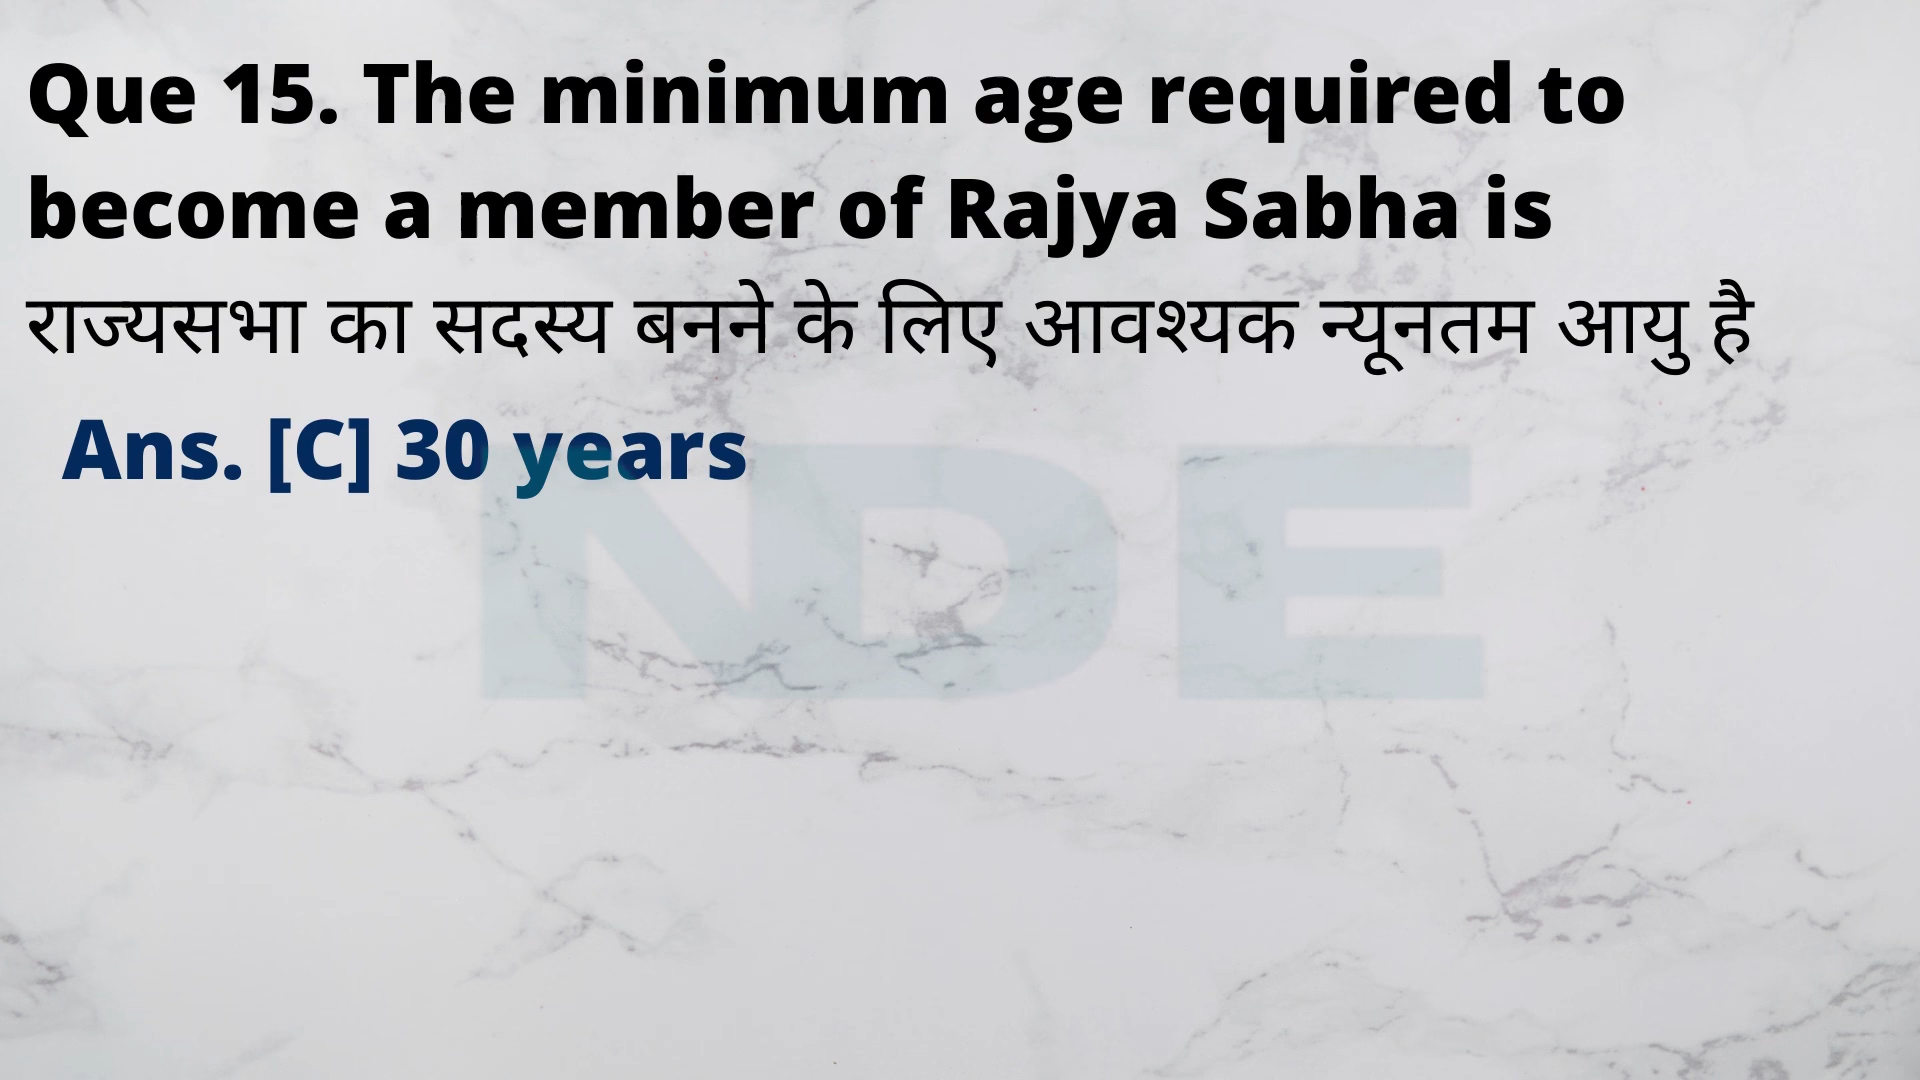 Que 15. The minimum age required to
become a member of Rajya Sabha is
राज्यसभा का सदस्य बनने के लिए आवश्यक न्यूनतम आयु है
Ans. [C] 30 years
NDE